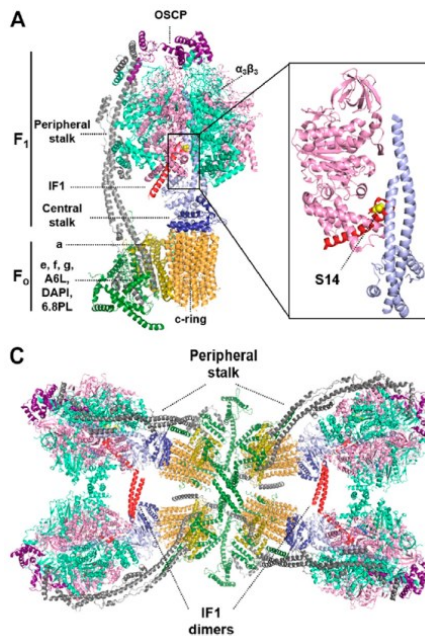 A
OSCP
α₃β₃
F₁
Peripheral
stalk
IF1
Central
stalk
a
Fₒ
e, f, g,
A6L,
DAPI,
6.8PL
c-ring
S14
C
Peripheral
stalk
IF1
dimers